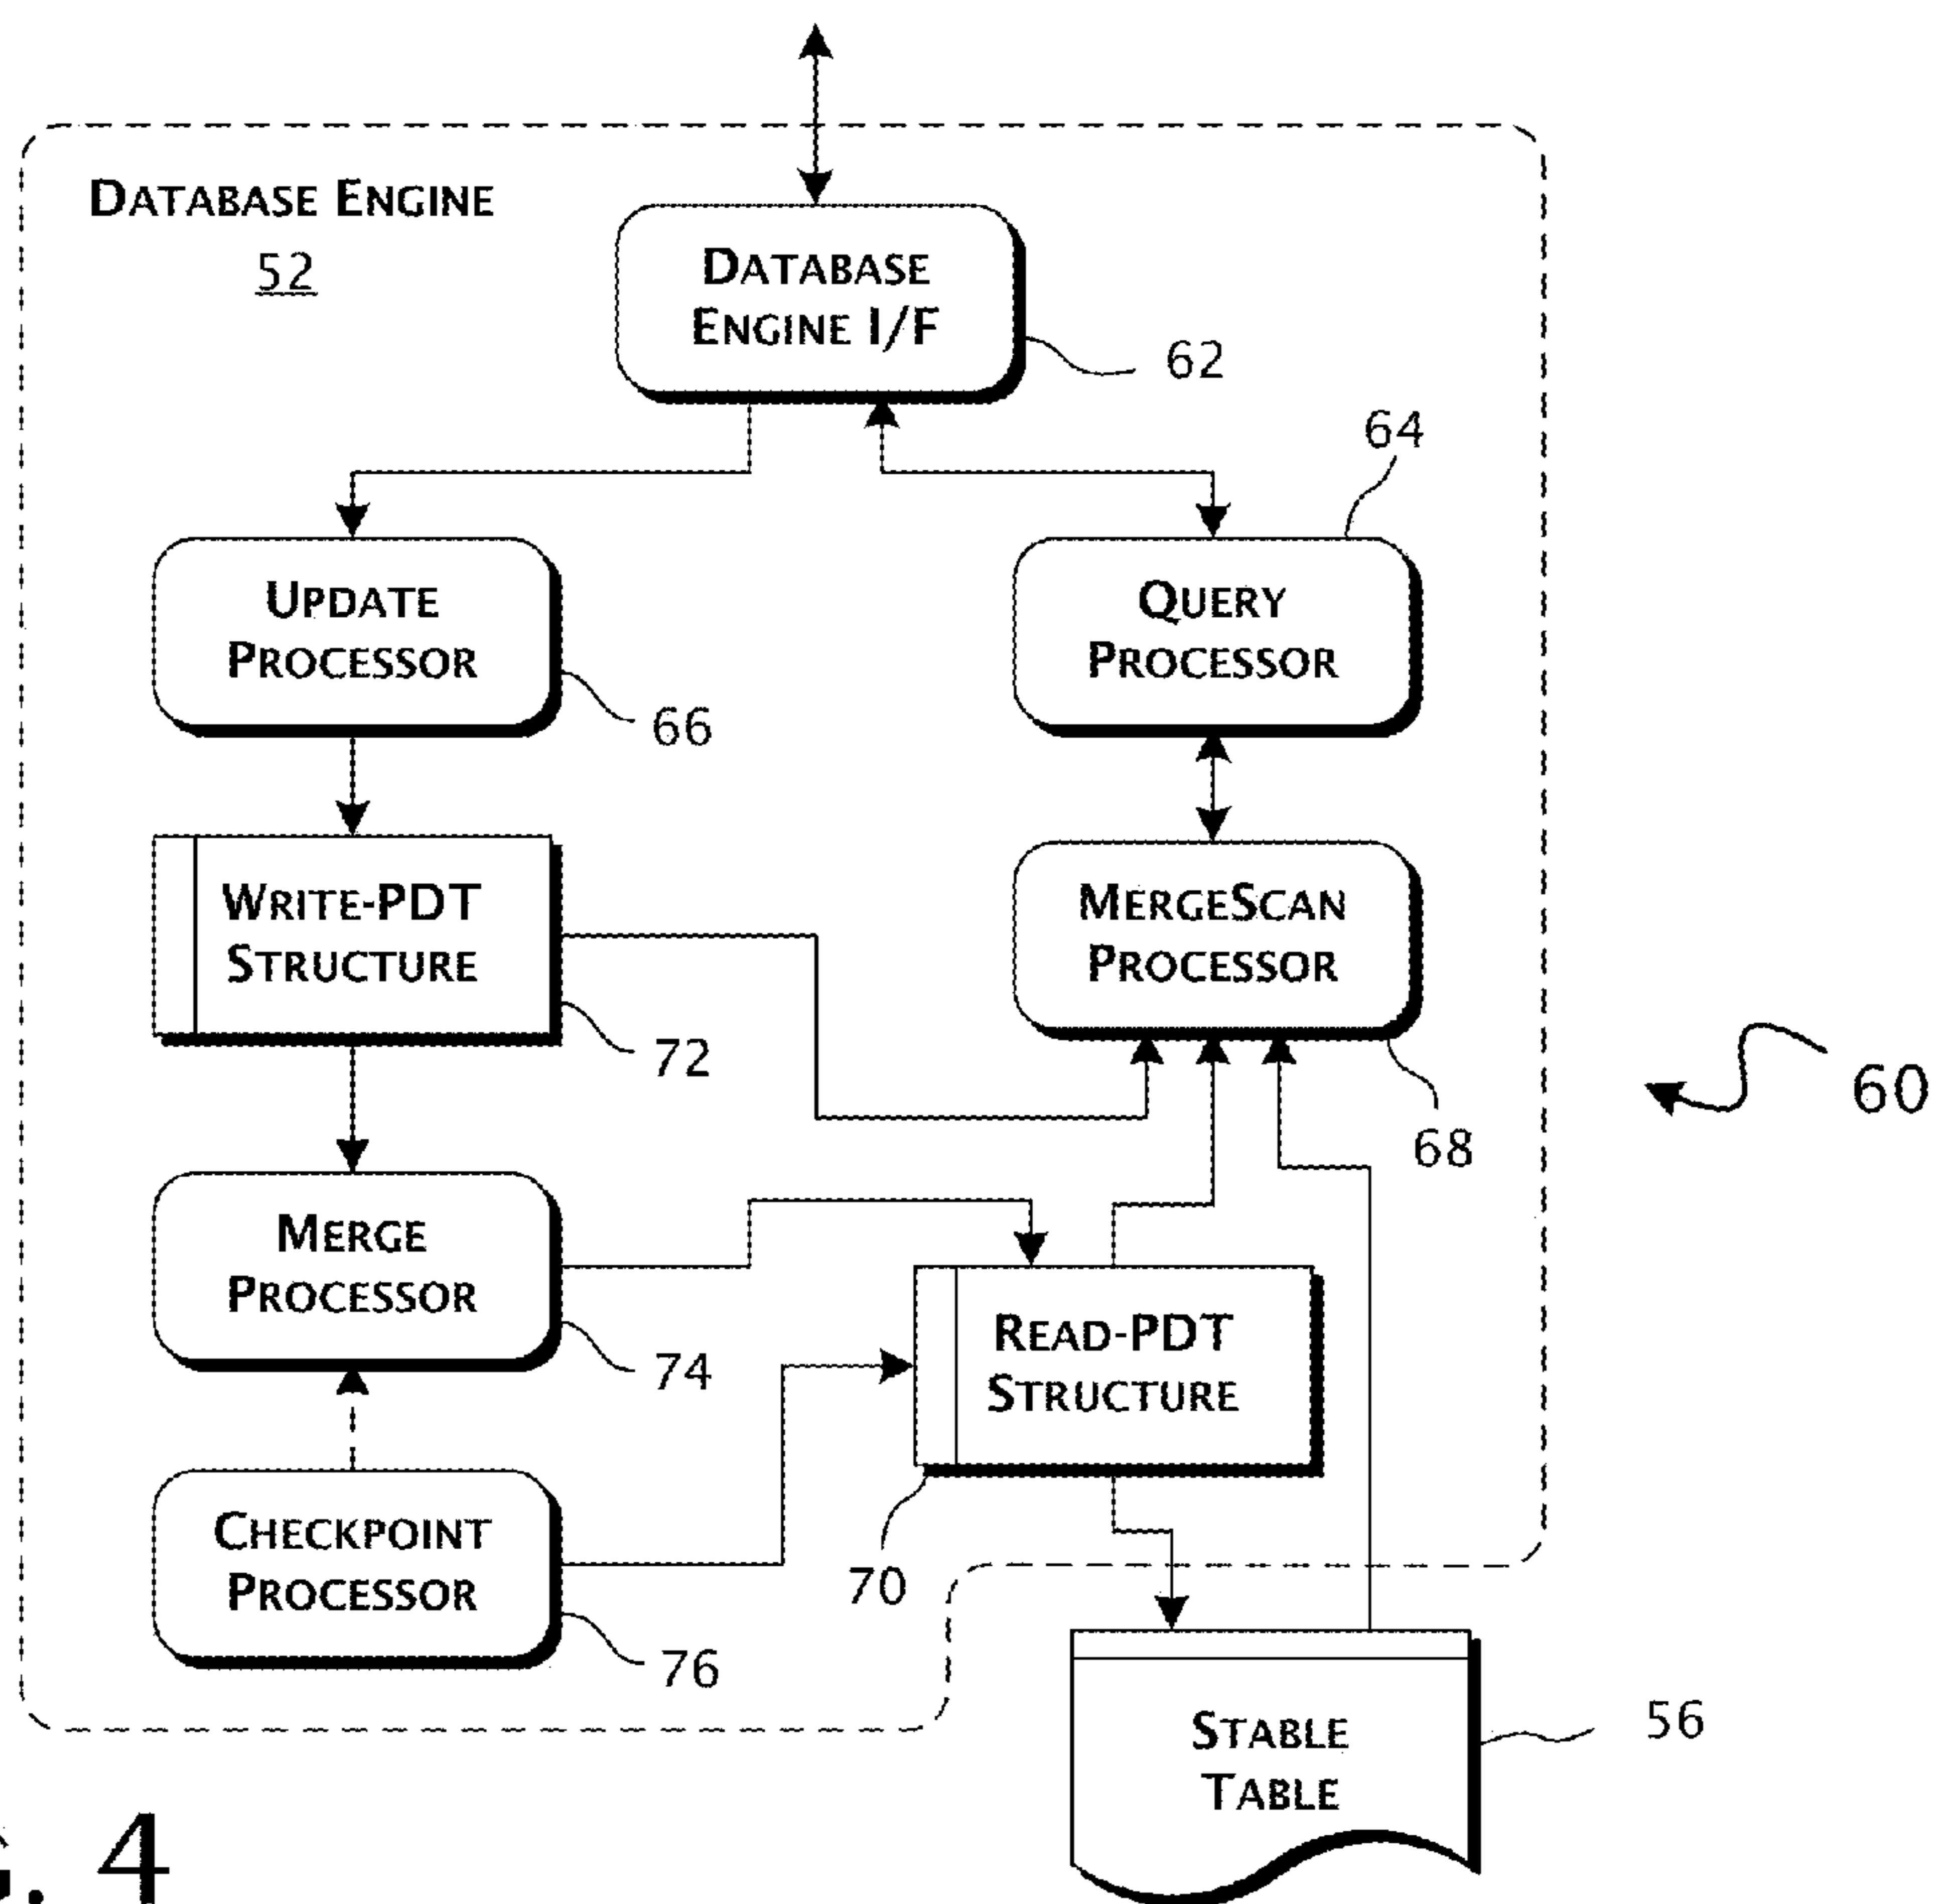 DATABASE ENGINE
52
DATABASE
ENGINE I/F
62
64
UPDATE
PROCESSOR
66
QUERY
PROCESSOR
WRITE-PDT
STRUCTURE
72
MERGESCAN
PROCESSOR
68
60
MERGE
PROCESSOR
74
READ-PDT
STRUCTURE
70
CHECKPOINT
PROCESSOR
76
STABLE
TABLE
56
. 4